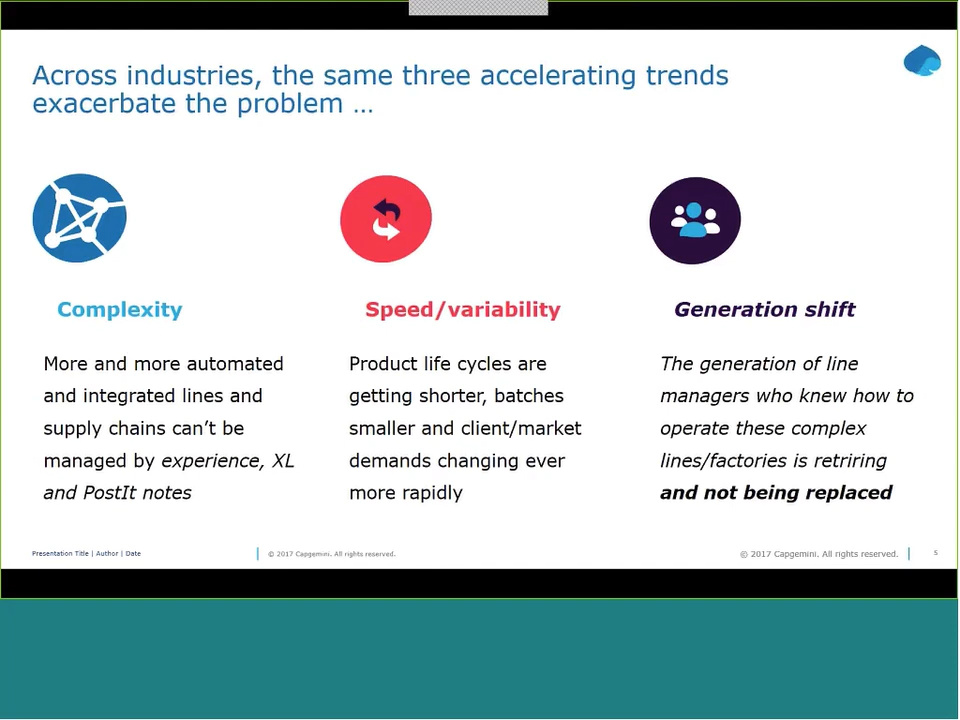 Across industries, the same three accelerating trends
exacerbate the problem ...
Complexity
More and more automated
and integrated lines and
supply chains can't be
managed by experience, XL
and PostIt notes
Speed/variability
Product life cycles are
getting shorter, batches
smaller and client/market
demands changing ever
more rapidly
Generation shift
The generation of line
managers who knew how to
operate these complex
lines/factories is retriring
and not being replaced
Presentation Title | Author | Date
© 2017 Capgemini. All rights reserved.
© 2017 Capgemini. All rights reserved.
5